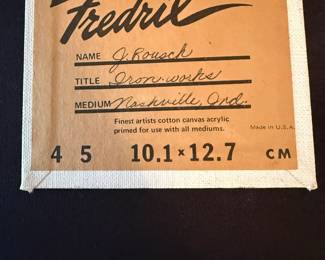 Fredrix
NAME J. Rousch
TITLE Iron-works
MEDIUM Nashville, Ind.
Finest artists cotton canvas acrylic
primed for use with all mediums.
Made in U.S.A.
4 5 10.1 x 12.7 CM